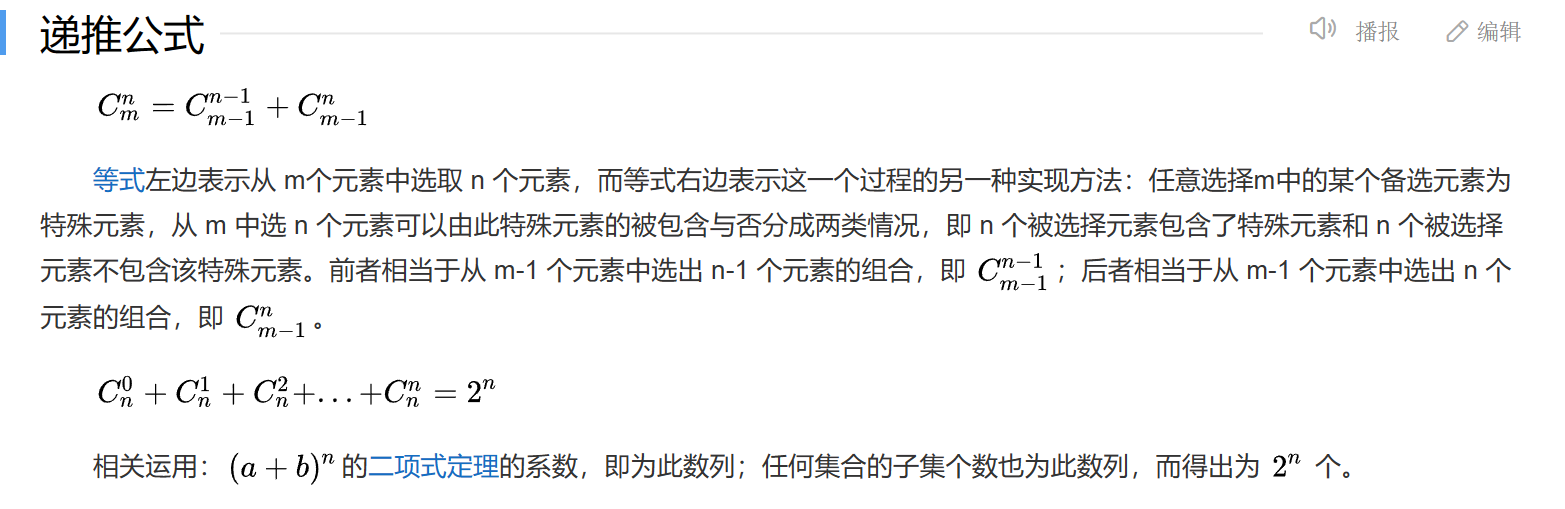 递推公式 播报 编辑
$C_m^n = C_{m-1}^{n-1} + C_{m-1}^n$
等式左边表示从 m个元素中选取 n 个元素，而等式右边表示这一个过程的另一种实现方法：任意选择m中的某个备选元素为
特殊元素，从 m 中选 n 个元素可以由此特殊元素的被包含与否分成两类情况，即 n 个被选择元素包含了特殊元素和 n 个被选择
元素不包含该特殊元素。前者相当于从 m-1 个元素中选出 n-1 个元素的组合，即 $C_{m-1}^{n-1}$；后者相当于从 m-1 个元素中选出 n 个
元素的组合，即 $C_{m-1}^n$。
$C_n^0 + C_n^1 + C_n^2 + \ldots + C_n^n = 2^n$
相关运用：$(a+b)^n$ 的二项式定理的系数，即为此数列；任何集合的子集个数也为此数列，而得出为 $2^n$ 个。